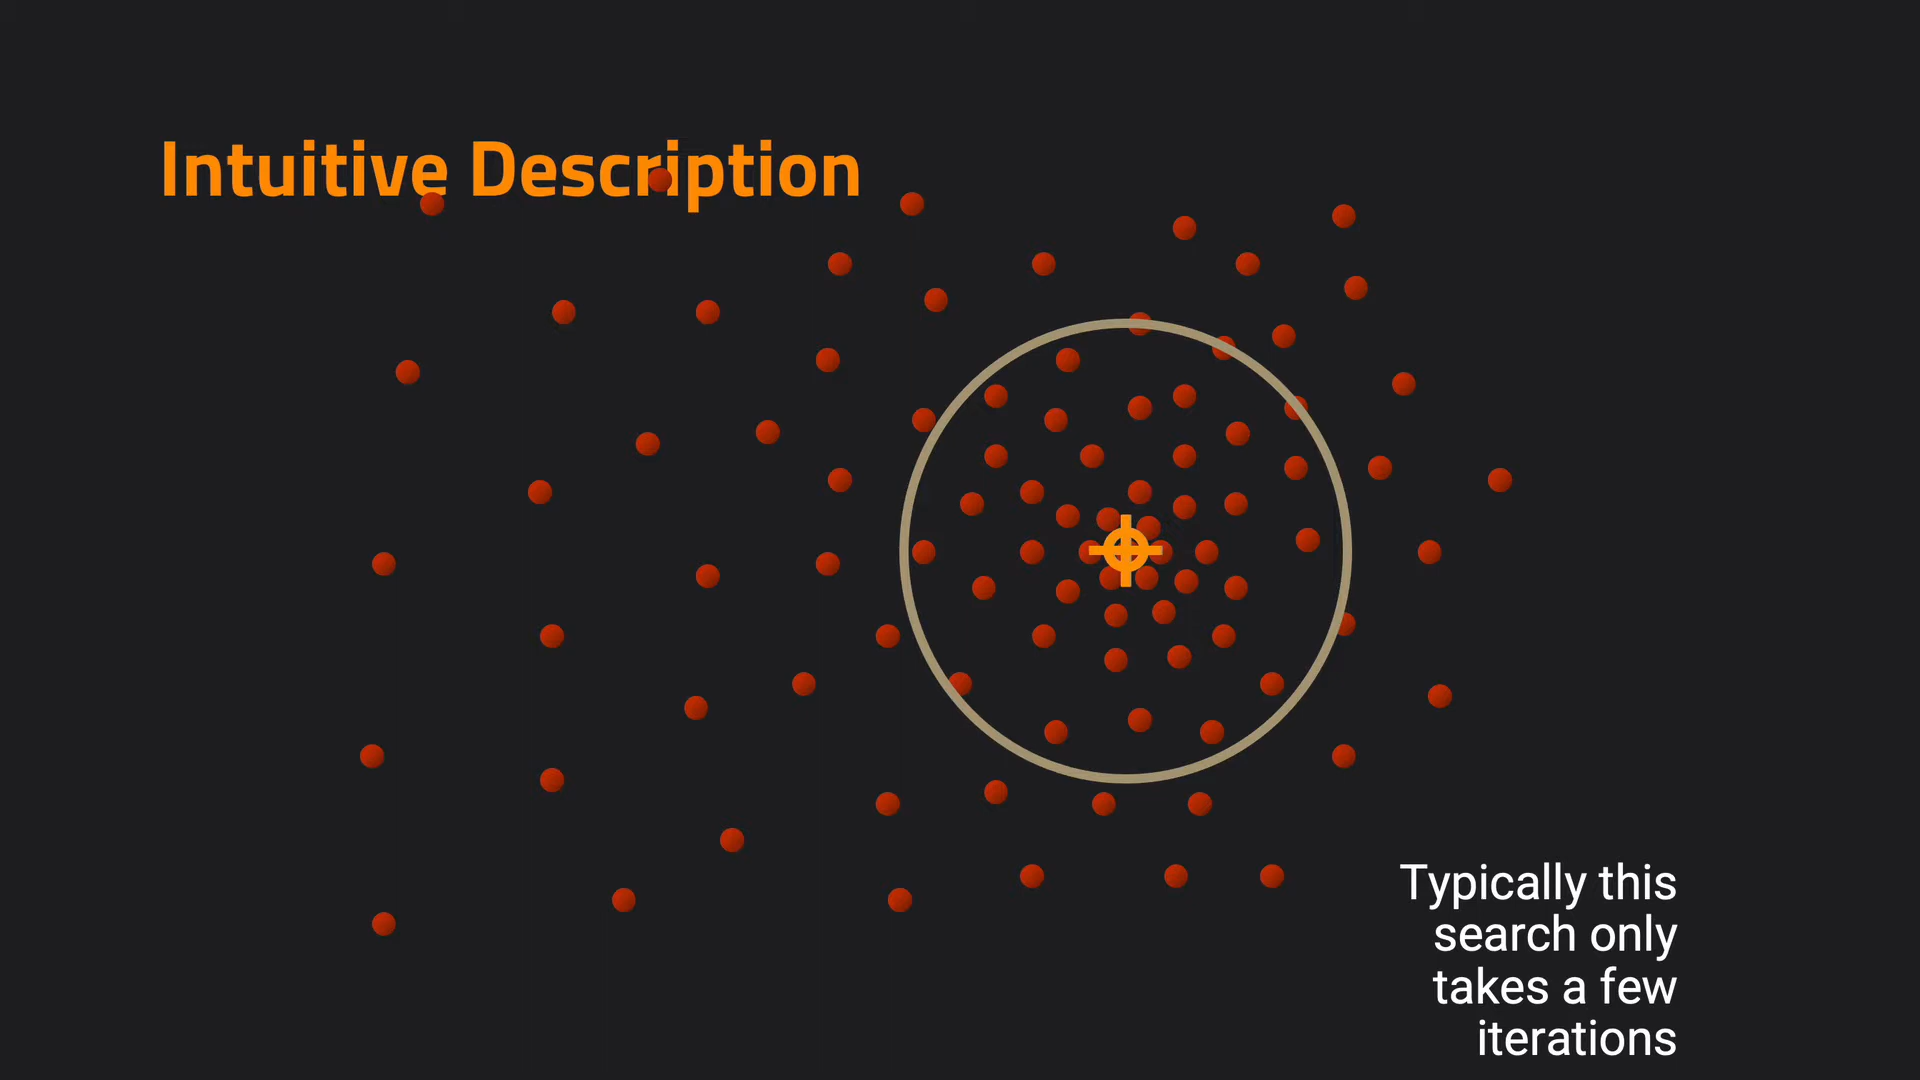 Intuitive Description
Typically this
search only
takes a few
iterations